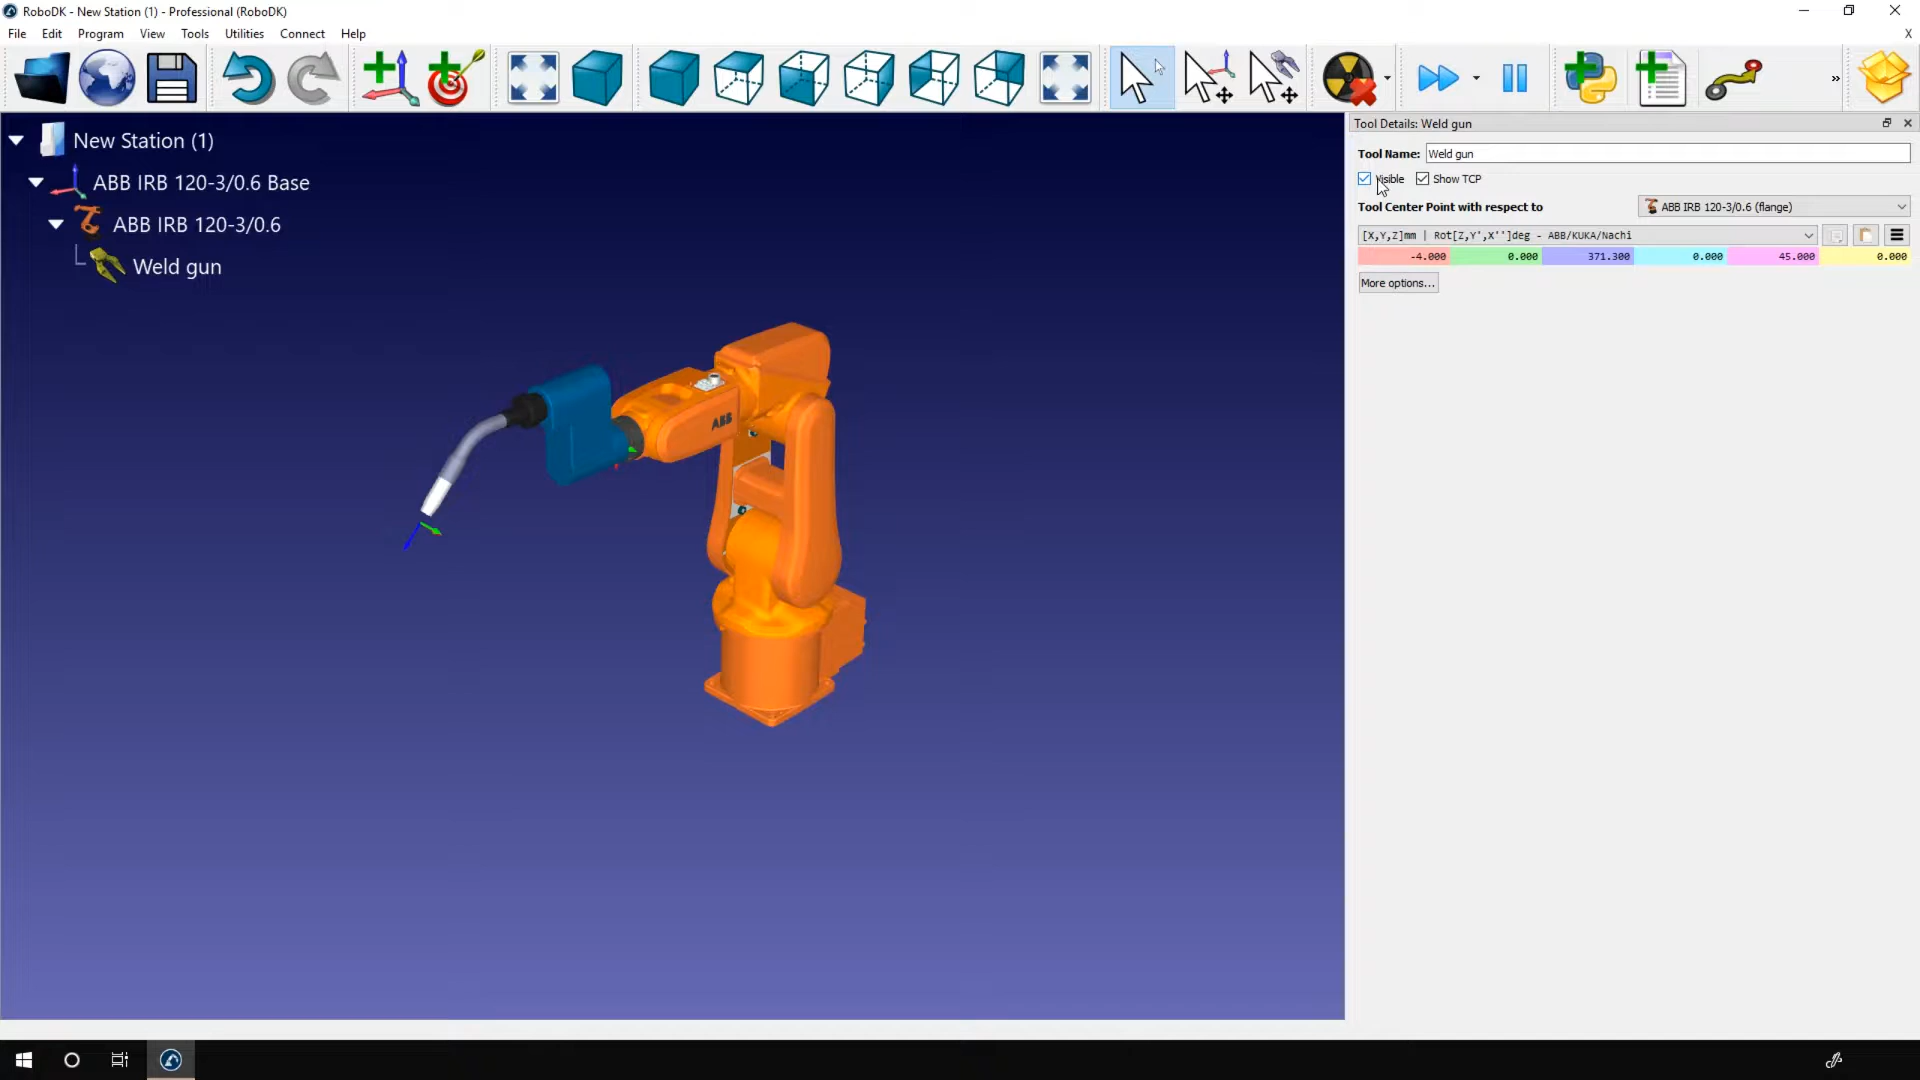 RoboDK - New Station (1) - Professional (RoboDK)
File Edit Program View Tools Utilities Connect Help
X
New Station (1)
ABB IRB 120-3/0.6 Base
ABB IRB 120-3/0.6
Weld gun
ABB
Tool Details: Weld gun
Tool Name: Weld gun
Visible Show TCP
Tool Center Point with respect to ABB IRB 120-3/0.6 (flange)
[X,Y,Z]mm | Rot[Z,Y',X'']deg - ABB/KUKA/Nachi
-4.000 0.000 371.300 0.000 45.000 0.000
More options...